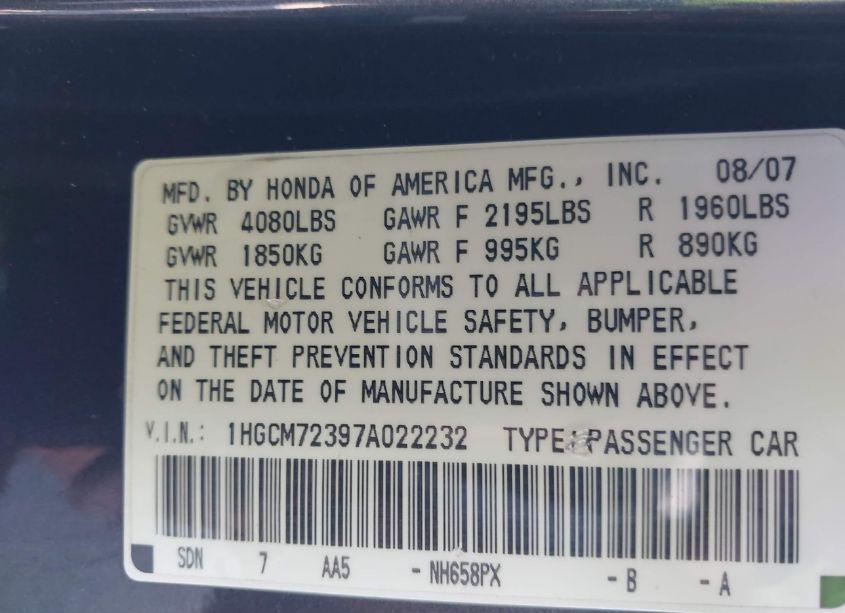 MFD. BY HONDA OF AMERICA MFG., INC. 08/07
GVWR 4080LBS GAWR F 2195LBS R 1960LBS
GVWR 1850KG GAWR F 995KG R 890KG
THIS VEHICLE CONFORMS TO ALL APPLICABLE
FEDERAL MOTOR VEHICLE SAFETY, BUMPER,
AND THEFT PREVENTION STANDARDS IN EFFECT
ON THE DATE OF MANUFACTURE SHOWN ABOVE.
V.I.N.: 1HGCM72397A022232 TYPE: PASSENGER CAR
SDN 7 AA5 - NH658PX - B - A